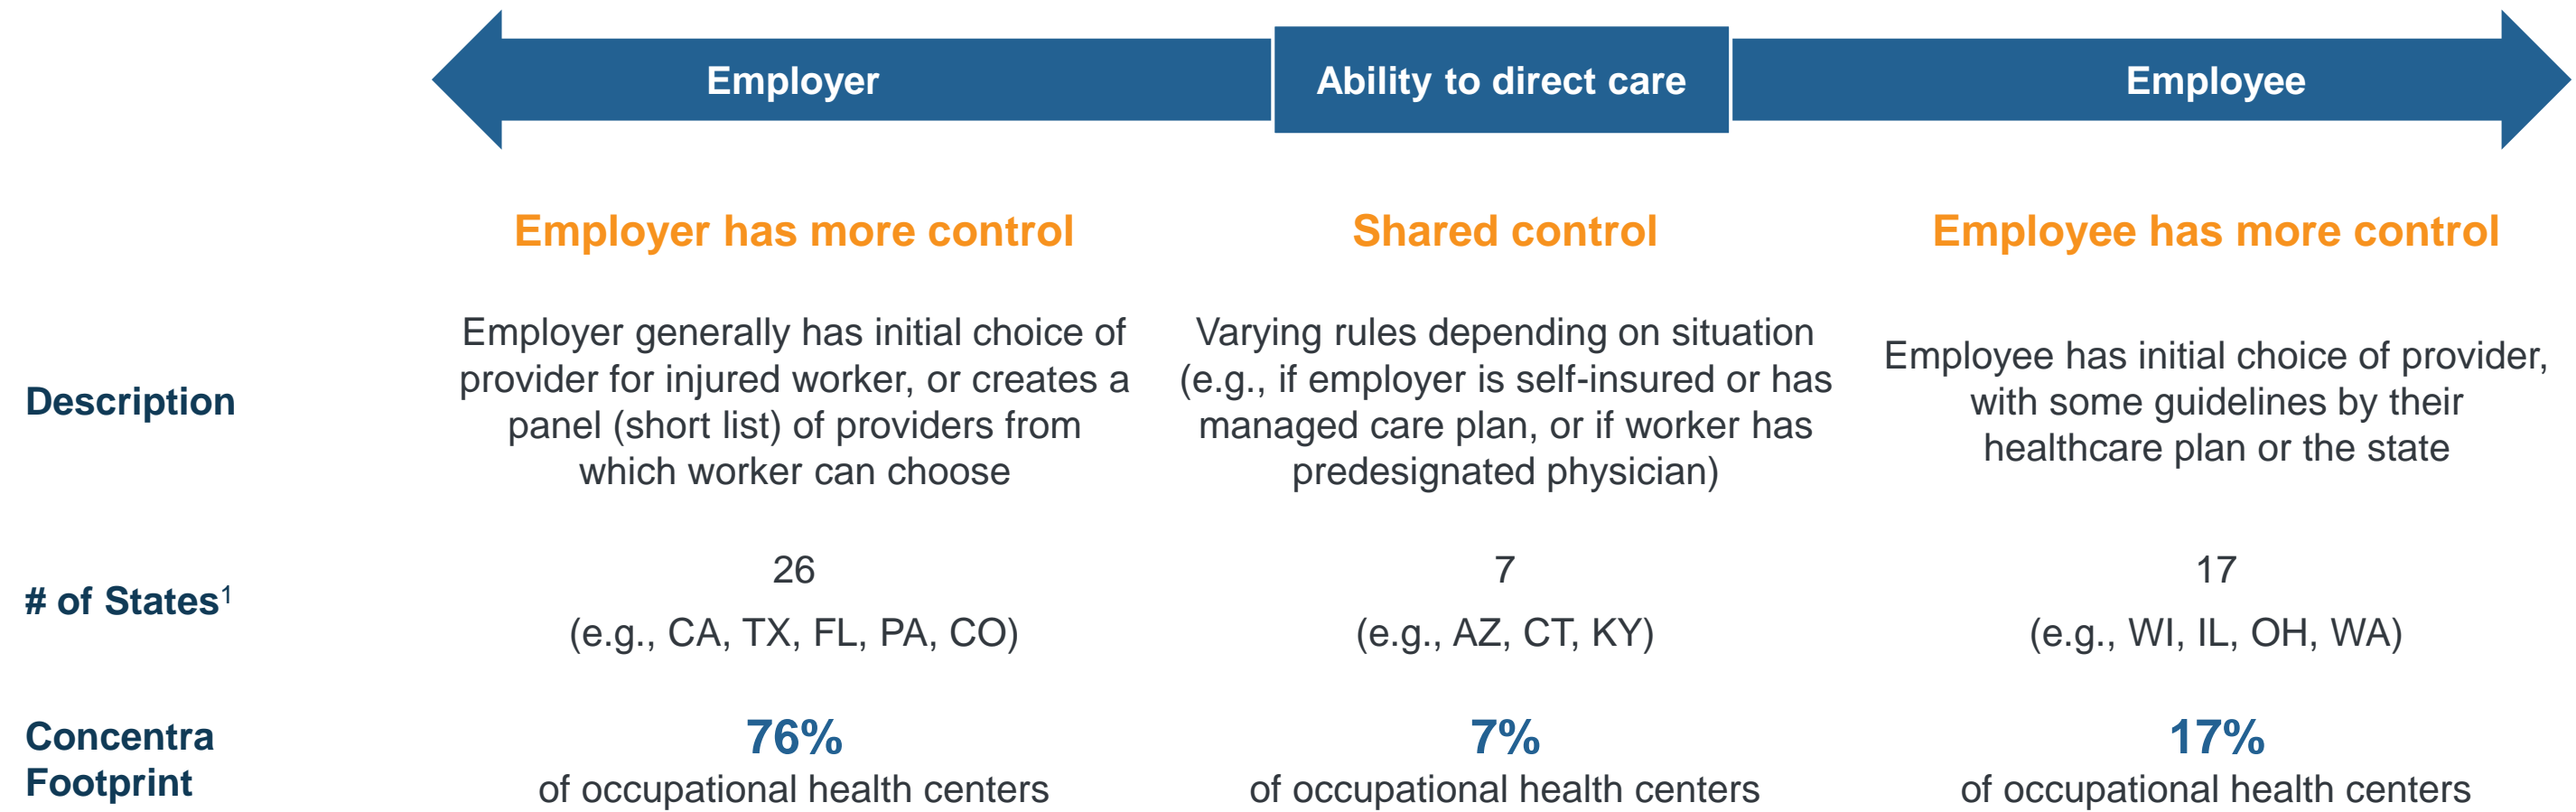 Employer
Ability to direct care
Employee
Employer has more control
Shared control
Employee has more control
Description
Employer generally has initial choice of
provider for injured worker, or creates a
panel (short list) of providers from
which worker can choose
Varying rules depending on situation
(e.g., if employer is self-insured or has
managed care plan, or if worker has
predesignated physician)
Employee has initial choice of provider,
with some guidelines by their
healthcare plan or the state
# of States¹
26
(e.g., CA, TX, FL, PA, CO)
7
(e.g., AZ, CT, KY)
17
(e.g., WI, IL, OH, WA)
Concentra
Footprint
76%
of occupational health centers
7%
of occupational health centers
17%
of occupational health centers